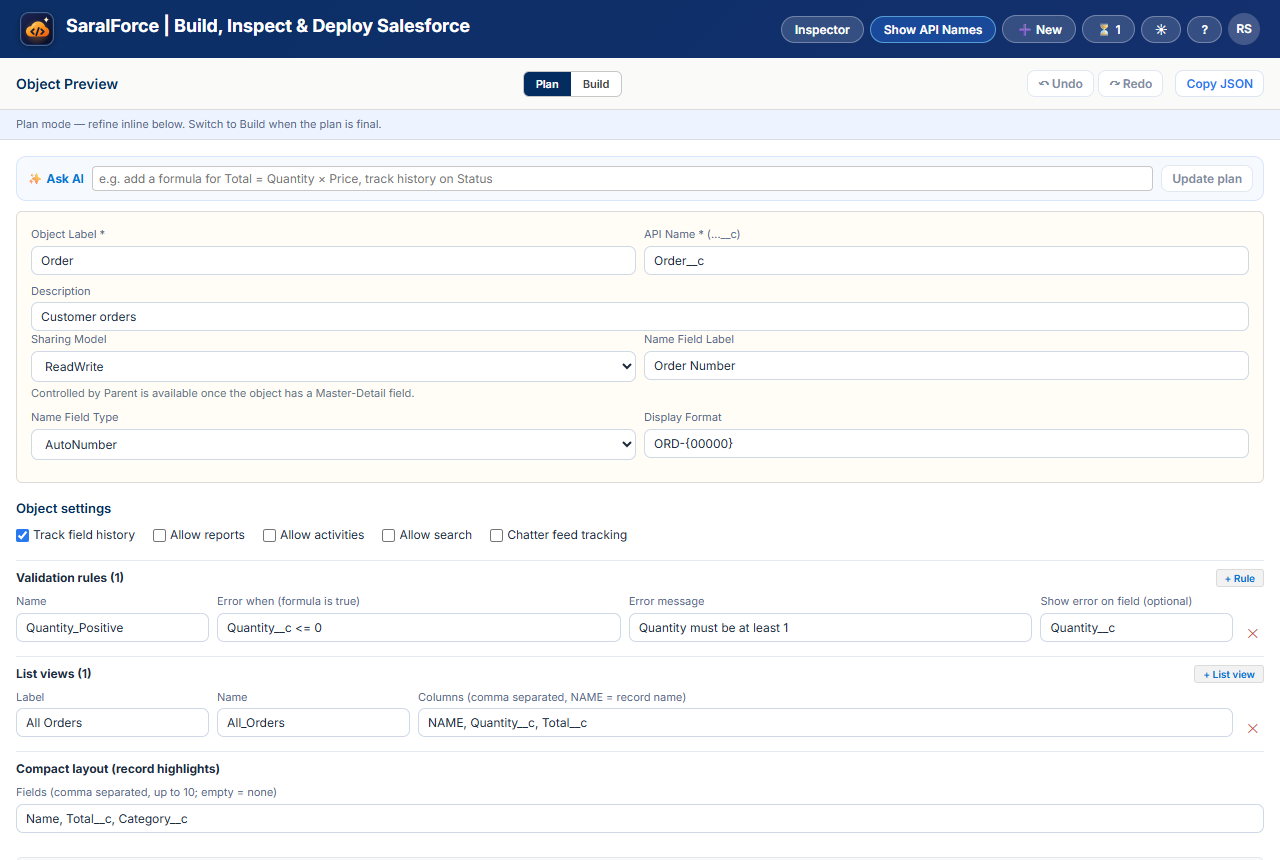 SaralForce | Build, Inspect & Deploy Salesforce
Inspector
Show API Names
+ New
⏳ 1
?
RS
Object Preview
Plan
Build
↶ Undo
↷ Redo
Copy JSON
Plan mode — refine inline below. Switch to Build when the plan is final.
✨ Ask AI
e.g. add a formula for Total = Quantity × Price, track history on Status
Update plan
Object Label *
API Name * (...__c)
Order
Order__c
Description
Customer orders
Sharing Model
Name Field Label
ReadWrite
Order Number
Controlled by Parent is available once the object has a Master-Detail field.
Name Field Type
Display Format
AutoNumber
ORD-{00000}
Object settings
Track field history
Allow reports
Allow activities
Allow search
Chatter feed tracking
Validation rules (1)
+ Rule
Name
Error when (formula is true)
Error message
Show error on field (optional)
Quantity_Positive
Quantity__c <= 0
Quantity must be at least 1
Quantity__c
List views (1)
+ List view
Label
Name
Columns (comma separated, NAME = record name)
All Orders
All_Orders
NAME, Quantity__c, Total__c
Compact layout (record highlights)
Fields (comma separated, up to 10; empty = none)
Name, Total__c, Category__c